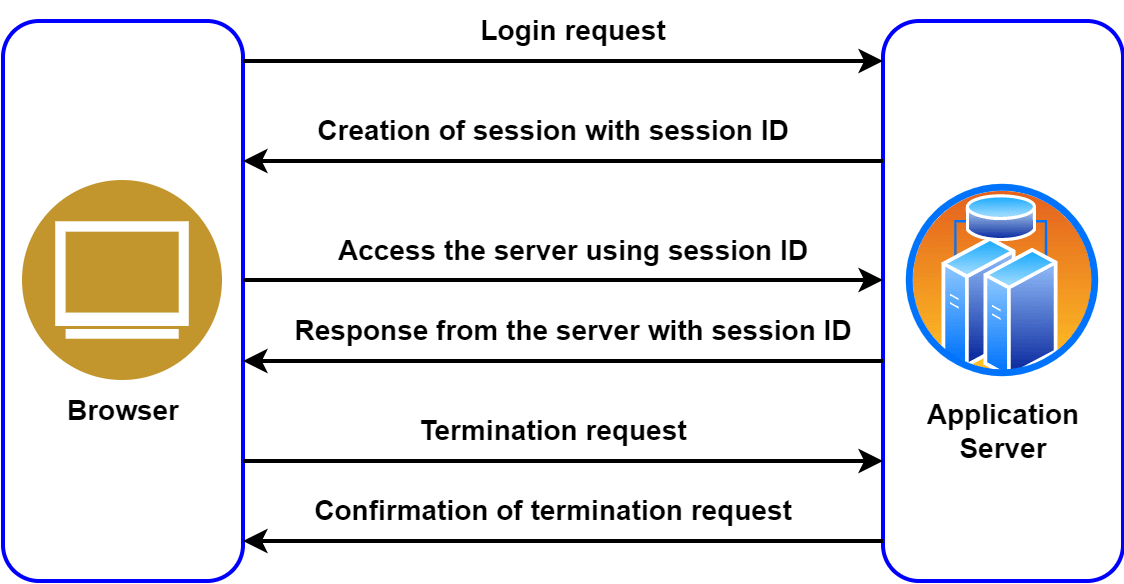 Login request
Creation of session with session ID
Access the server using session ID
Response from the server with session ID
Browser
Application
Server
Termination request
Confirmation of termination request